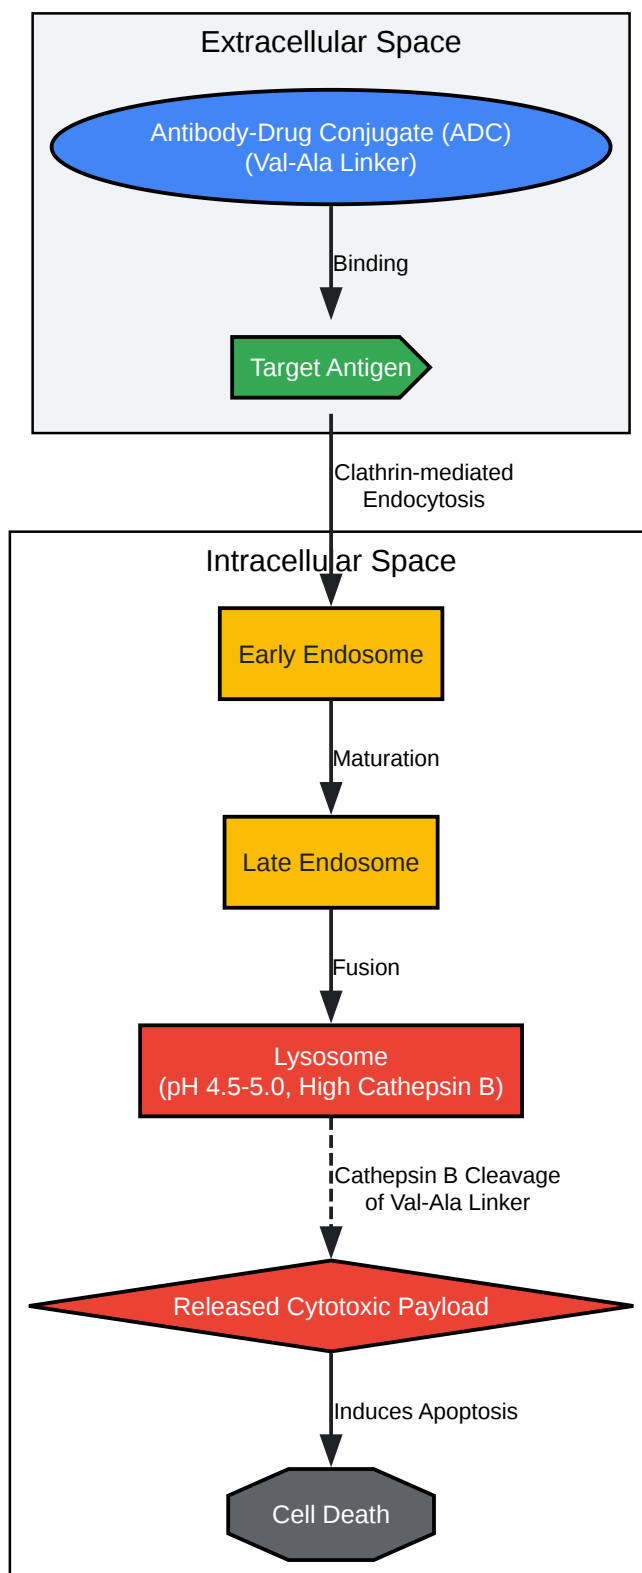 Extracellular Space
Antibody-Drug Conjugate (ADC)
(Val-Ala Linker)
Binding
Target Antigen
Clathrin-mediated
Endocytosis
Intracellular Space
Early Endosome
Maturation
Late Endosome
Fusion
Lysosome
(pH 4.5-5.0, High Cathepsin B)
Cathepsin B Cleavage
of Val-Ala Linker
Released Cytotoxic Payload
Induces Apoptosis
Cell Death